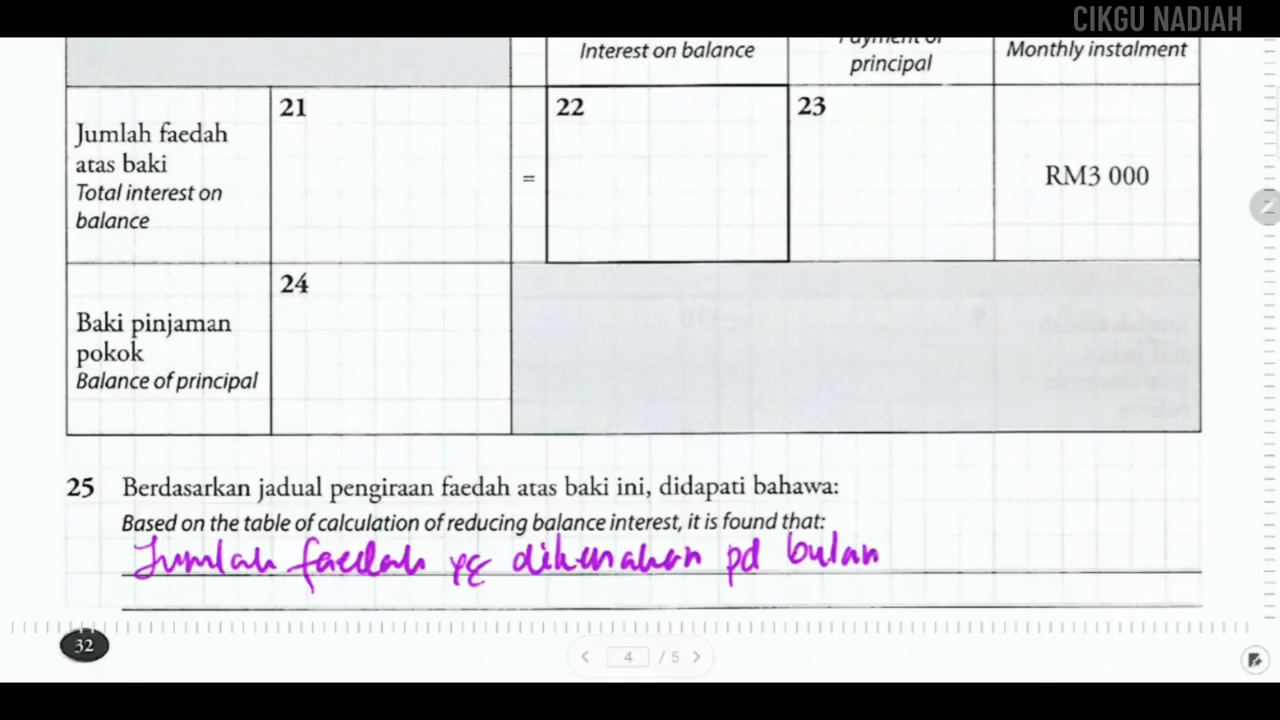 CIKGU NADIAH
Interest on balance
Payment of
principal
Monthly instalment
Jumlah faedah
atas baki
Total interest on
balance
21
=
22
23
RM3 000
Baki pinjaman
pokok
Balance of principal
24
25 Berdasarkan jadual pengiraan faedah atas baki ini, didapati bahawa:
Based on the table of calculation of reducing balance interest, it is found that:
Jumlah faedah yg dikenakan pd bulan
32
4 / 5